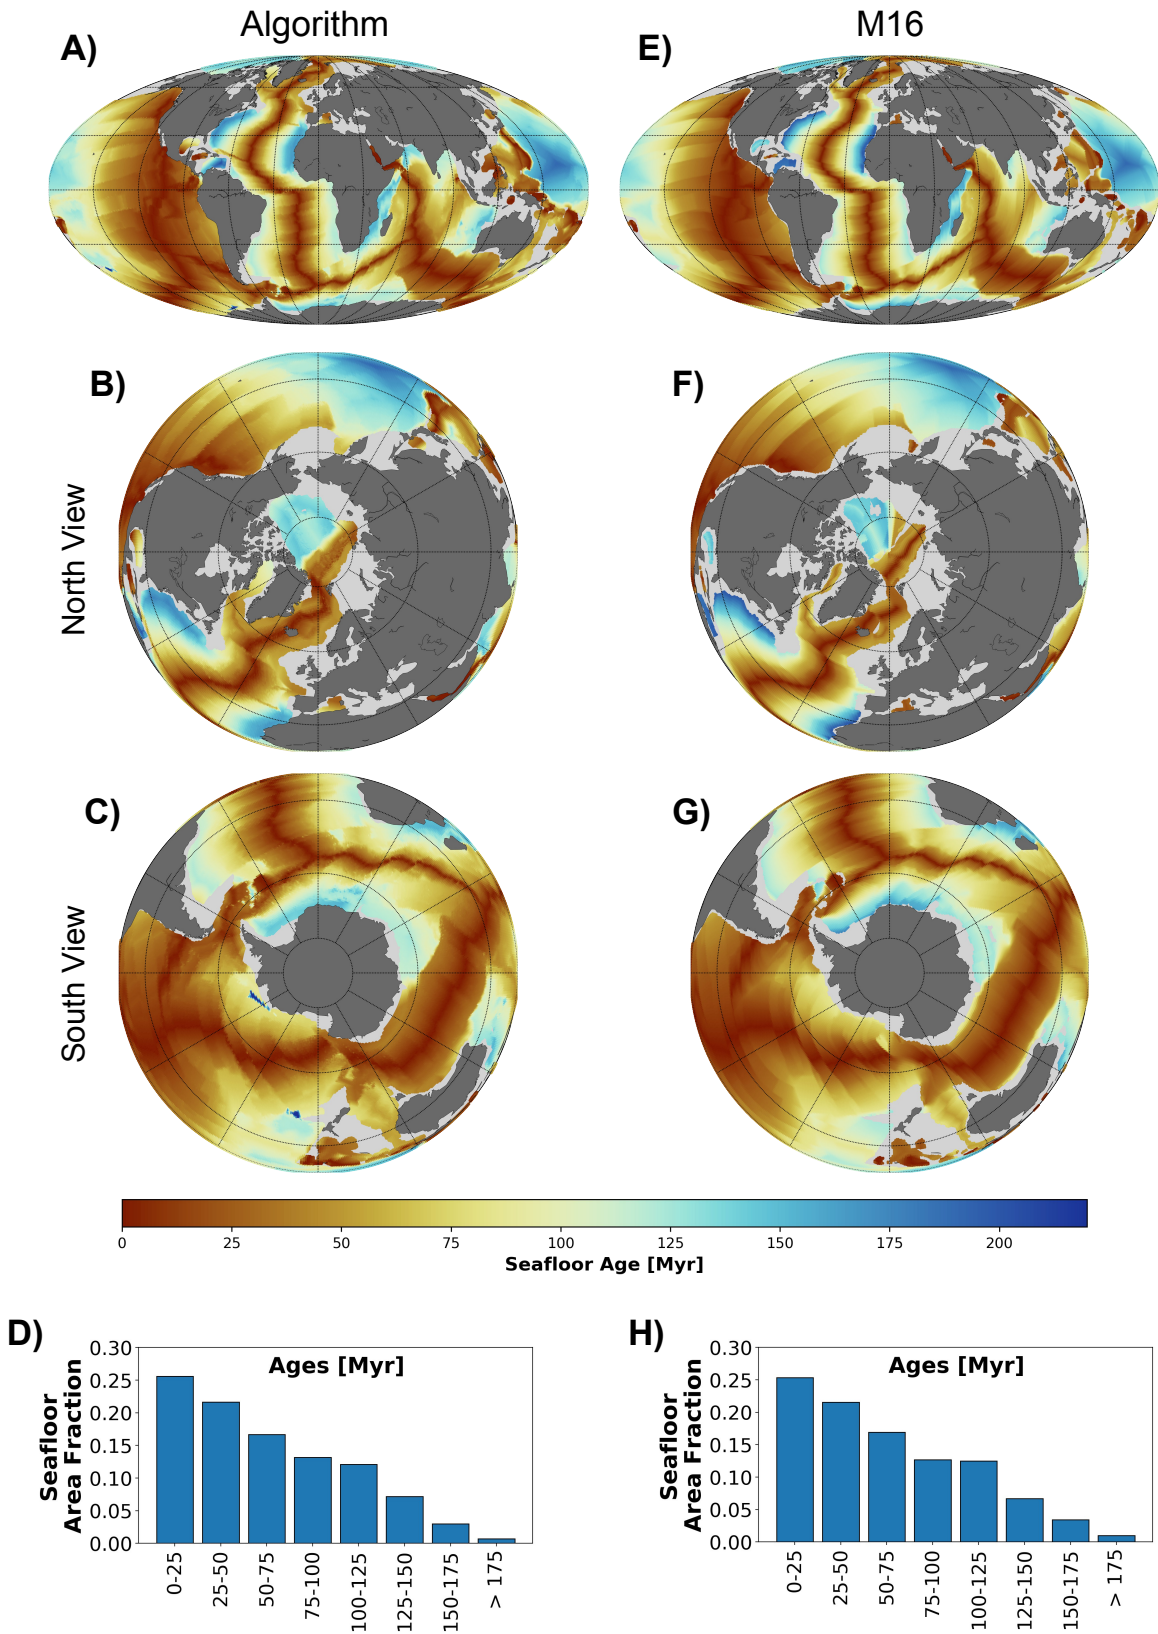 Algorithm
M16
A)
E)
B)
F)
North View
C)
G)
South View
0 25 50 75 100 125 150 175 200
Seafloor Age [Myr]
D)
H)
Ages [Myr]
Seafloor
Area Fraction
0.30
0.25
0.20
0.15
0.10
0.05
0.00
0-25
25-50
50-75
75-100
100-125
125-150
150-175
> 175
Ages [Myr]
Seafloor
Area Fraction
0.30
0.25
0.20
0.15
0.10
0.05
0.00
0-25
25-50
50-75
75-100
100-125
125-150
150-175
> 175